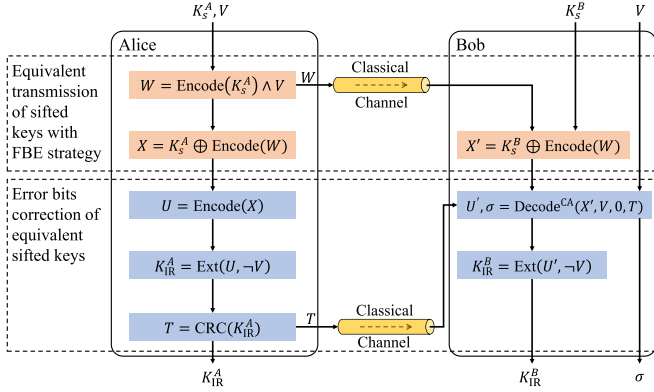 K_s^A, V
K_s^B
V
Alice
Bob
Equivalent
transmission
of sifted
keys with
FBE strategy
W = Encode(K_s^A) ∧ V
W
Classical
Channel
X = K_s^A ⊕ Encode(W)
X′ = K_s^B ⊕ Encode(W)
Error bits
correction of
equivalent
sifted keys
U = Encode(X)
U′, σ = Decode^CA(X′, V, 0, T)
K_IR^A = Ext(U, ¬V)
K_IR^B = Ext(U′, ¬V)
T = CRC(K_IR^A)
T
Classical
Channel
K_IR^A
K_IR^B
σ